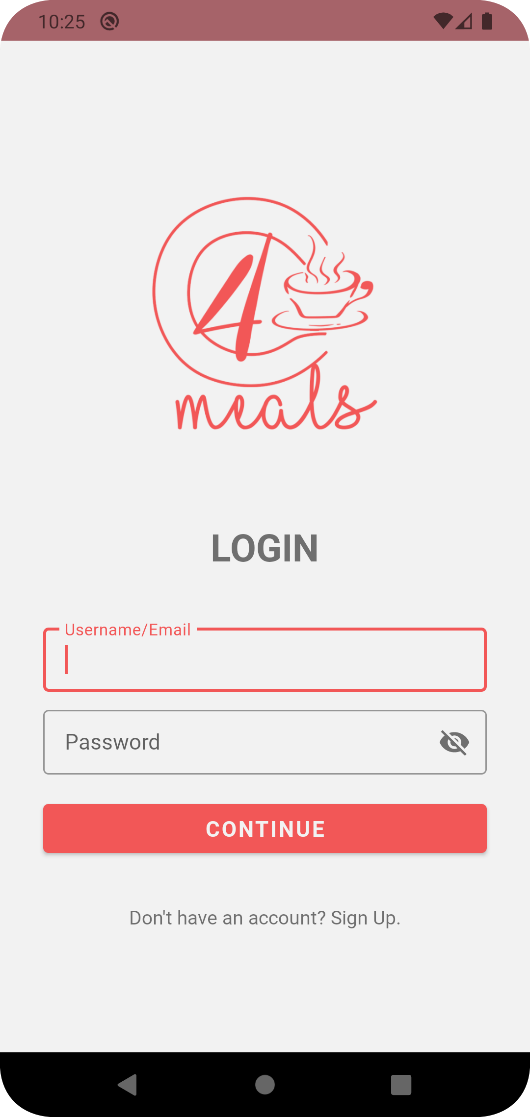 10:25
4
meals
LOGIN
Username/Email
Password
CONTINUE
Don't have an account? Sign Up.